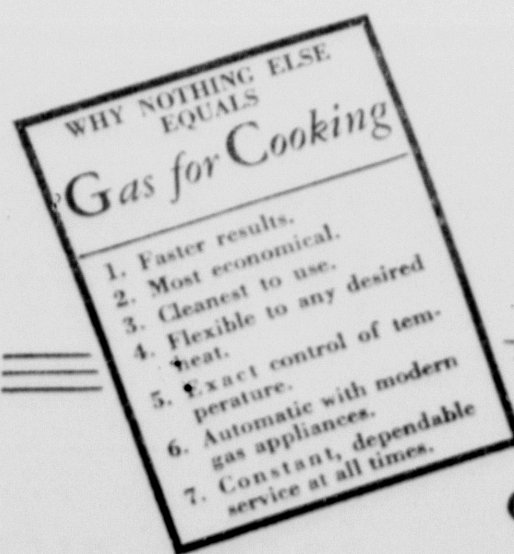 WHY NOTHING ELSE
EQUALS
Gas for Cooking
1. Faster results.
2. Most economical.
3. Cleanest to use.
4. Flexible to any desired
heat.
5. Exact control of tem-
perature.
6. Automatic with modern
gas appliances.
7. Constant, dependable
service at all times.